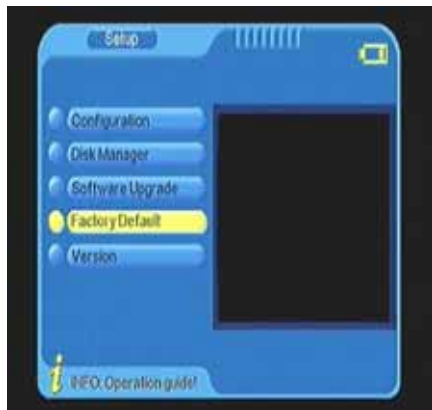 Setup
Configuration
Disk Manager
Software Upgrade
Factory Default
Version
INFO: Operation guide!